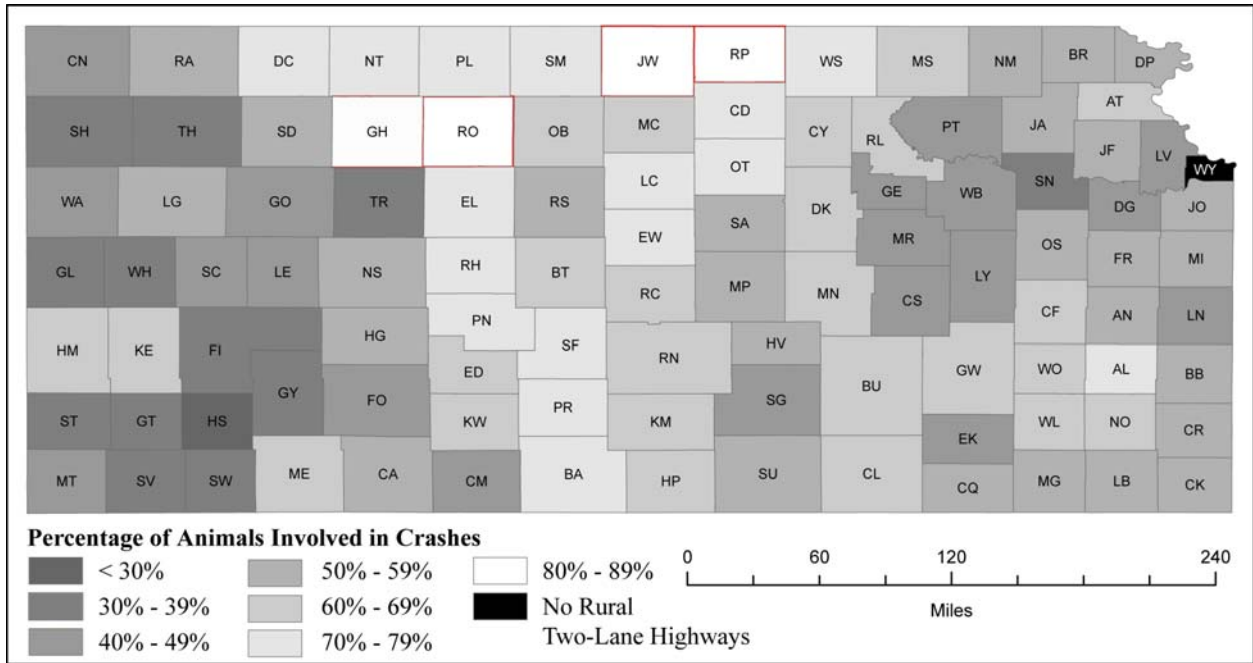 CN RA DC NT PL SM JW RP WS MS NM BR DP
SH TH SD GH RO OB MC CD CY RL PT JA AT JF LV WY
WA LG GO TR EL RS LC OT SA DK GE WB SN DG JO
GL WH SC LE NS RH BT EW RC MP MN MR CS LY OS FR MI
HM KE FI HG PN SF RN HV BU GW CF AN LN
ST GT HS GY FO ED KW PR KM SG EK WO AL BB
WL NO CR
MT SV SW ME CA CM BA HP SU CL CQ MG LB CK
Percentage of Animals Involved in Crashes
< 30%
30% - 39%
40% - 49%
50% - 59%
60% - 69%
70% - 79%
80% - 89%
No Rural
Two-Lane Highways
0 60 120 240
Miles